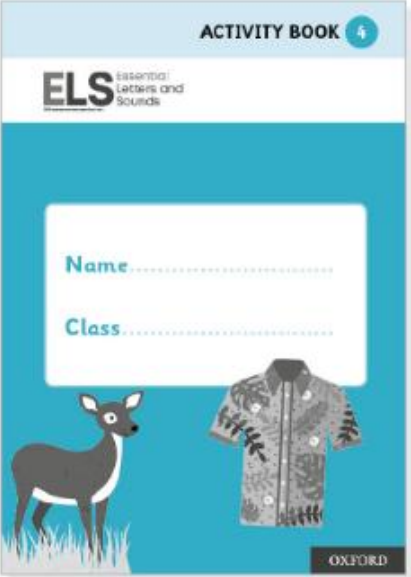 ACTIVITY BOOK 4
ELS Essential
Letters and
Sounds
Name
Class
OXFORD